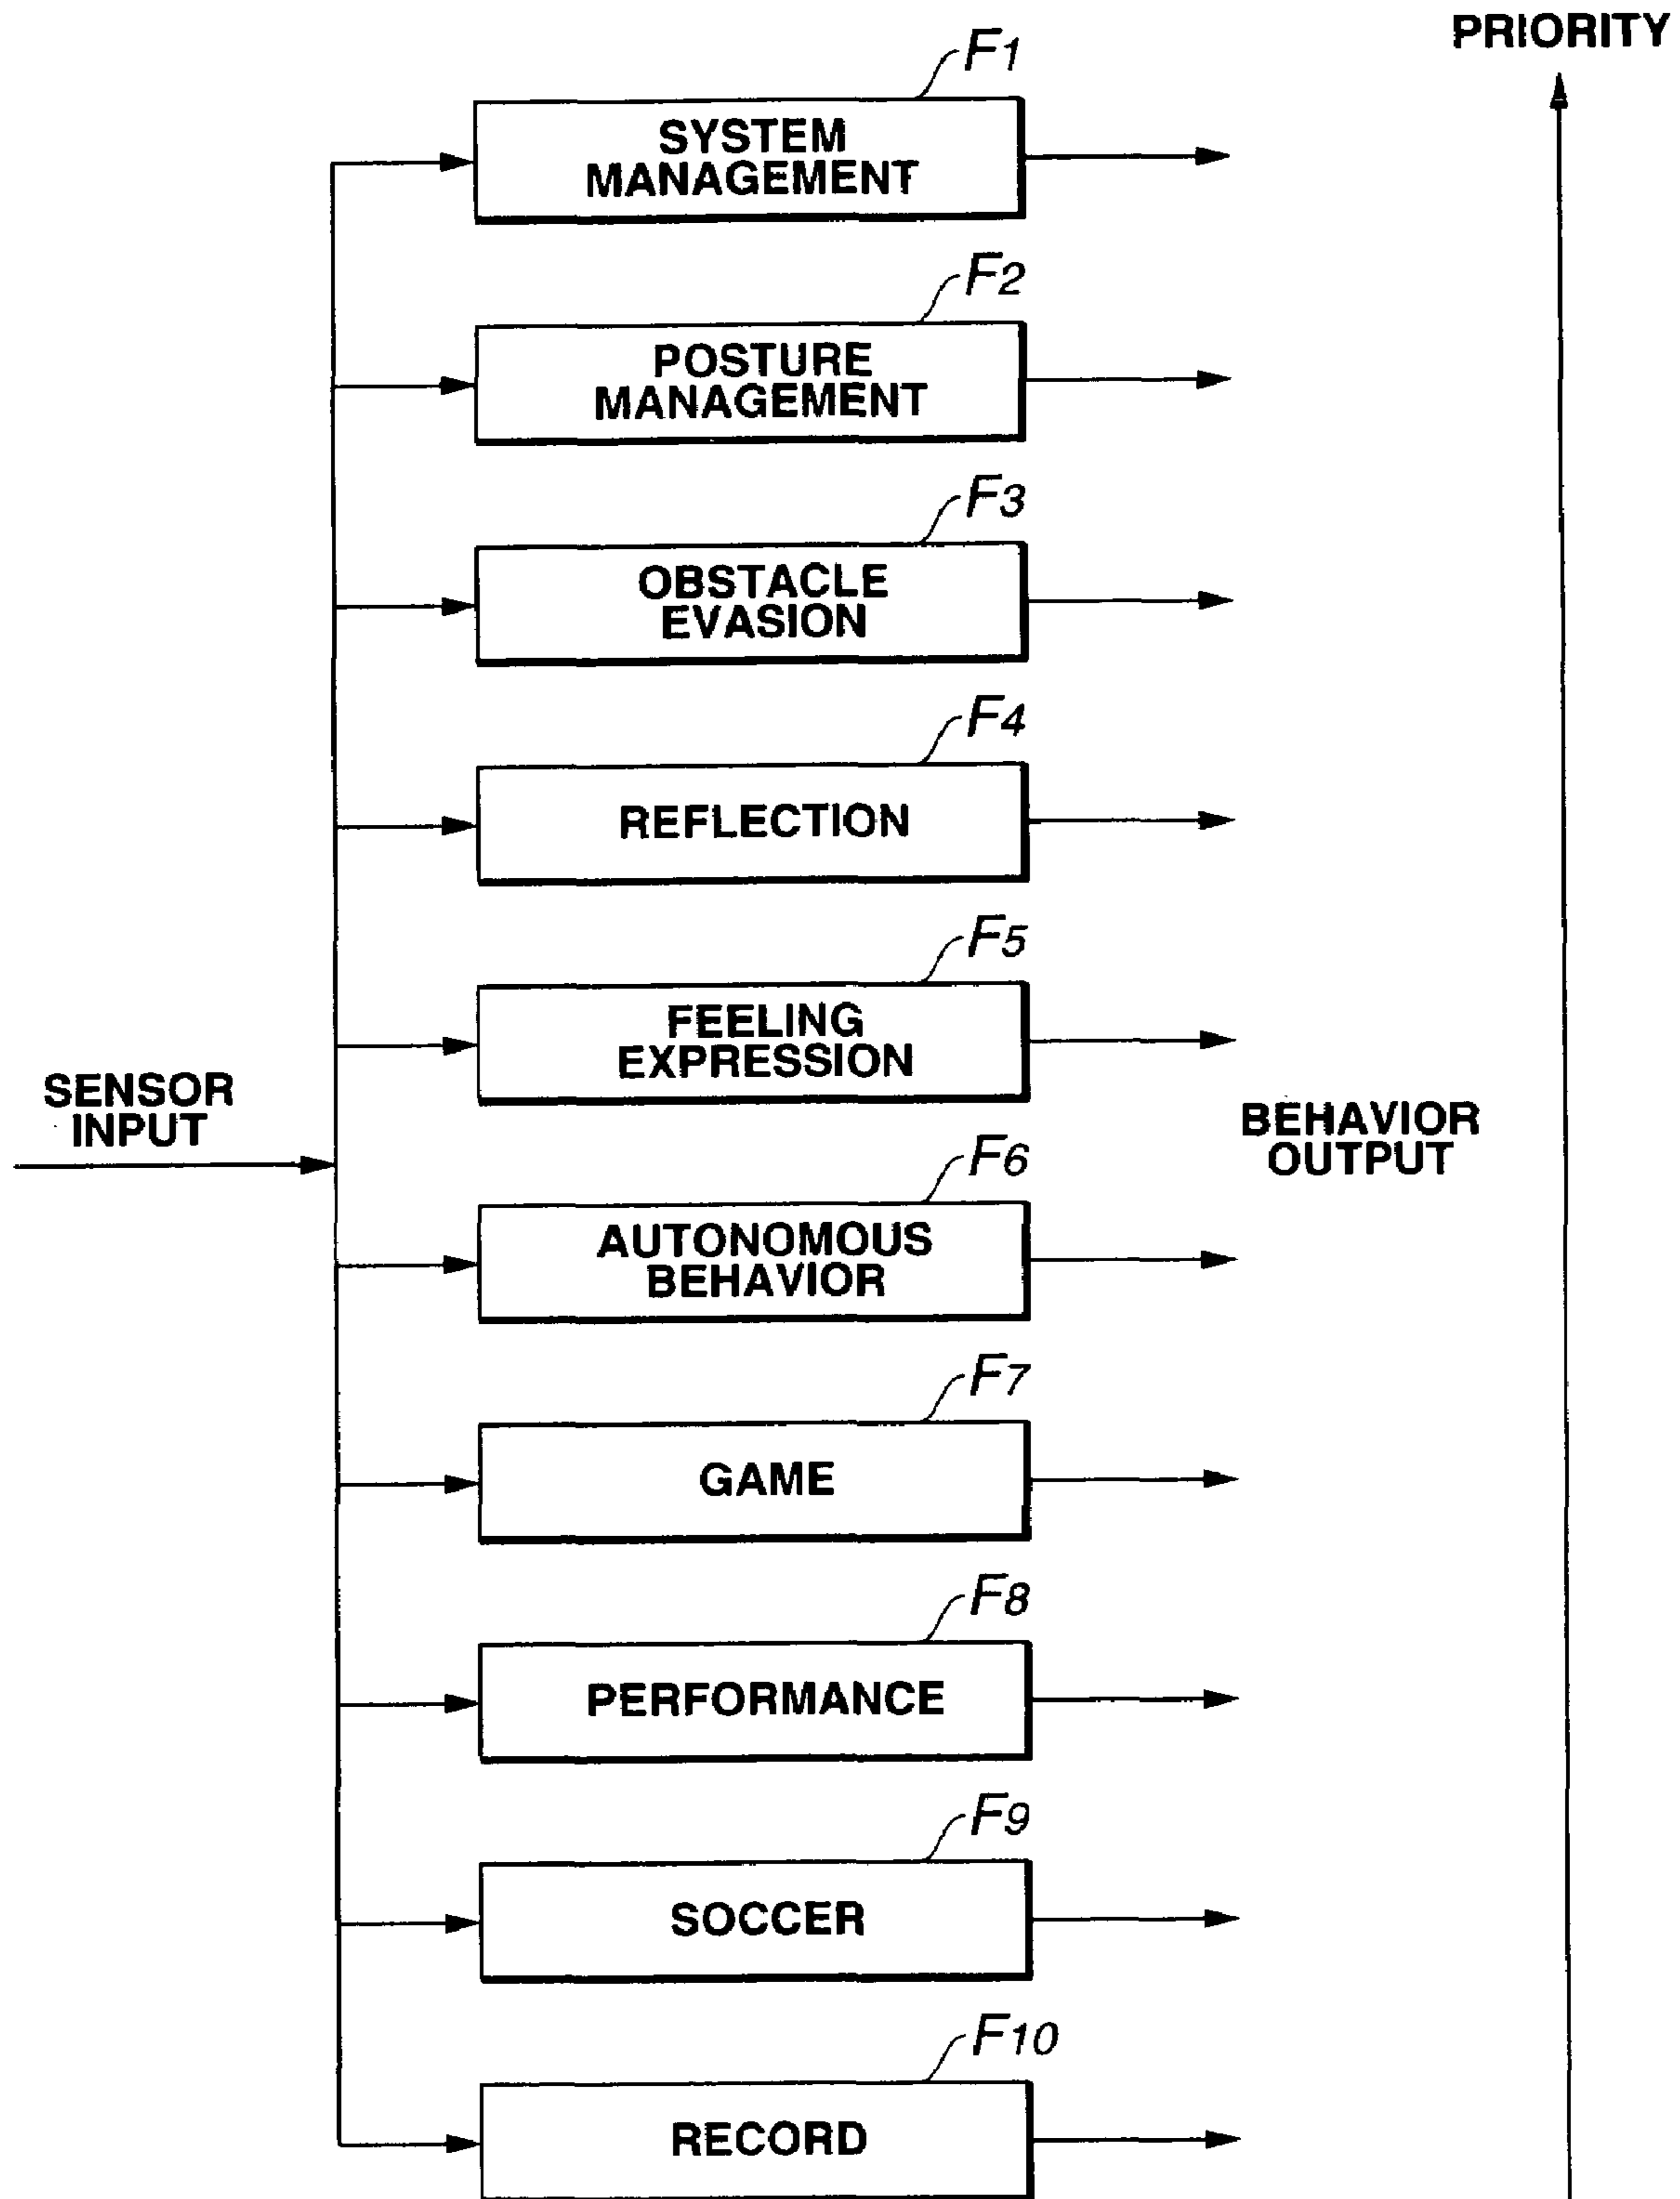 PRIORITY
F1
SYSTEM
MANAGEMENT
F2
POSTURE
MANAGEMENT
F3
OBSTACLE
EVASION
F4
REFLECTION
F5
FEELING
EXPRESSION
SENSOR
INPUT
BEHAVIOR
OUTPUT
F6
AUTONOMOUS
BEHAVIOR
F7
GAME
F8
PERFORMANCE
F9
SOCCER
F10
RECORD